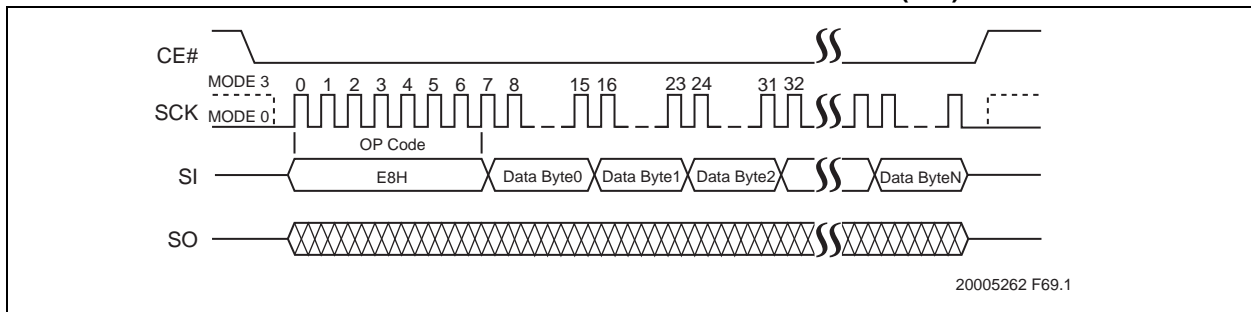 CE#
MODE 3
0 1 2 3 4 5 6 7 8 15 16 23 24 31 32
SCK
MODE 0
OP Code
SI
E8H Data Byte0 Data Byte1 Data Byte2 Data ByteN
SO
20005262 F69.1